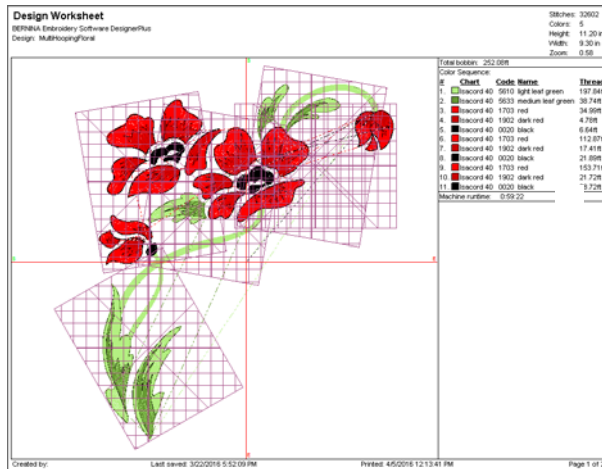 Design Worksheet
BERNINA Embroidery Software DesignerPlus
Design: MultiHoopingFloral
Stitches: 32602
Colors: 5
Height: 11.20 in
Width: 9.30 in
Zoom: 0.58
Total bobbin: 252.08ft
Color Sequence:
# Chart Code Name Thread
1. Isacord 40 5610 light leaf green 197.84ft
2. Isacord 40 5633 medium leaf green 38.74ft
3. Isacord 40 1703 red 34.99ft
4. Isacord 40 1902 dark red 4.78ft
5. Isacord 40 0020 black 6.64ft
6. Isacord 40 1703 red 112.87ft
7. Isacord 40 1902 dark red 17.41ft
8. Isacord 40 0020 black 21.89ft
9. Isacord 40 1703 red 153.71ft
10. Isacord 40 1902 dark red 21.72ft
11. Isacord 40 0020 black 9.72ft
Machine runtime: 0:59:22
Created by: Last saved: 3/22/2016 5:52:09 PM Printed: 4/5/2016 12:13:41 PM Page 1 of